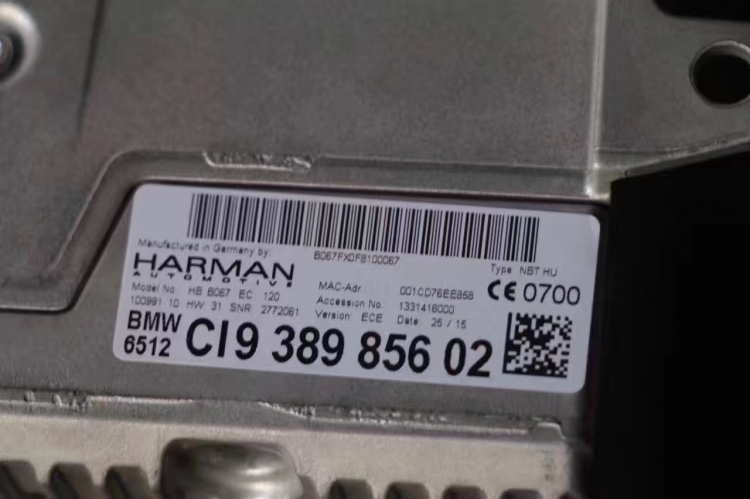 B067FX0F8100067
Manufactured in Germany by:
HARMAN
AUTOMOTIVE
Type: NBT HU
MAC-Adr. 001CD76EE858
CE 0700
Model No.: HB B067 EC 120
Accession No.: 1331416000
100991 10 HW: 31 SNR: 2772061
Version: ECE Date: 25 / 15
BMW
6512
CI9 389 856 02